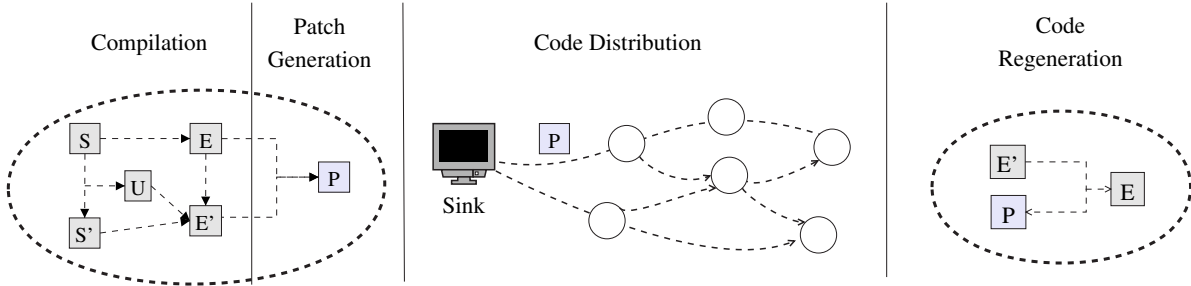 Compilation
Patch
Generation
Code Distribution
Code
Regeneration
S
E
U
S'
E'
P
P
Sink
E'
P
E